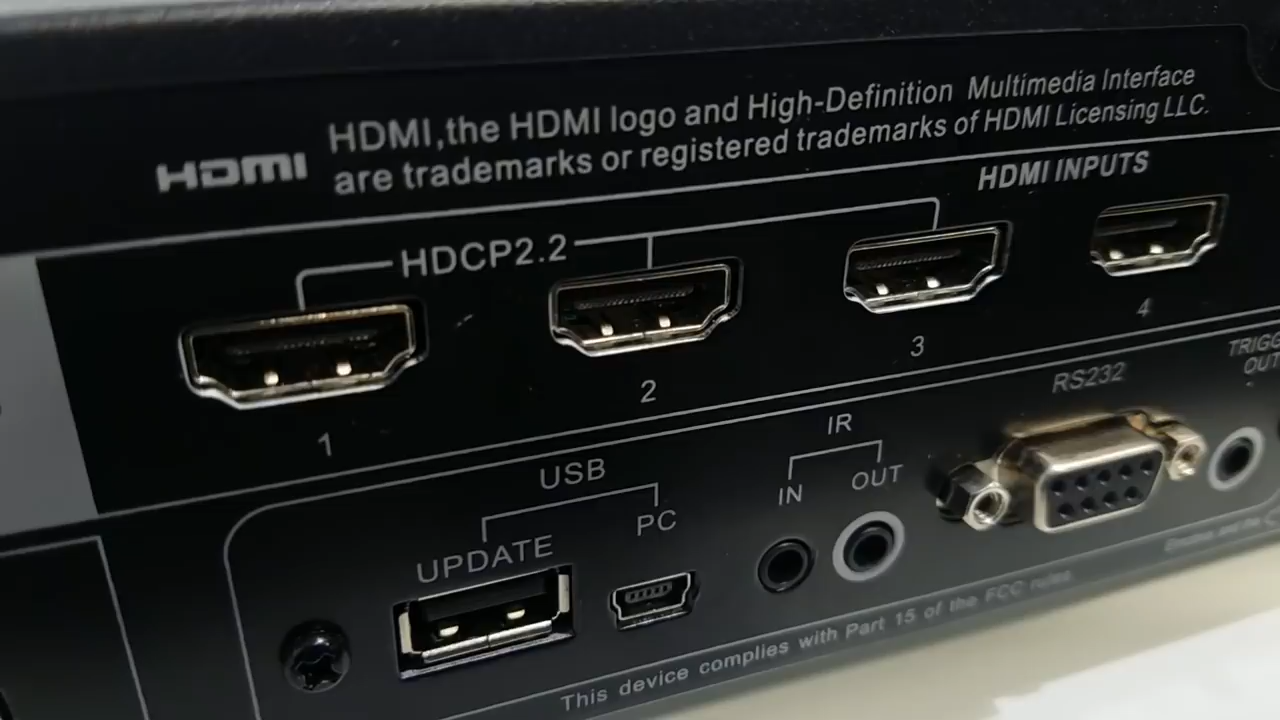 HDMI
HDMI,the HDMI logo and High-Definition Multimedia Interface
are trademarks or registered trademarks of HDMI Licensing LLC.
HDMI INPUTS
HDCP2.2
1
2
3
4
USB
UPDATE
PC
IR
IN
OUT
RS232
OUT
This device complies with Part 15 of the FCC rules